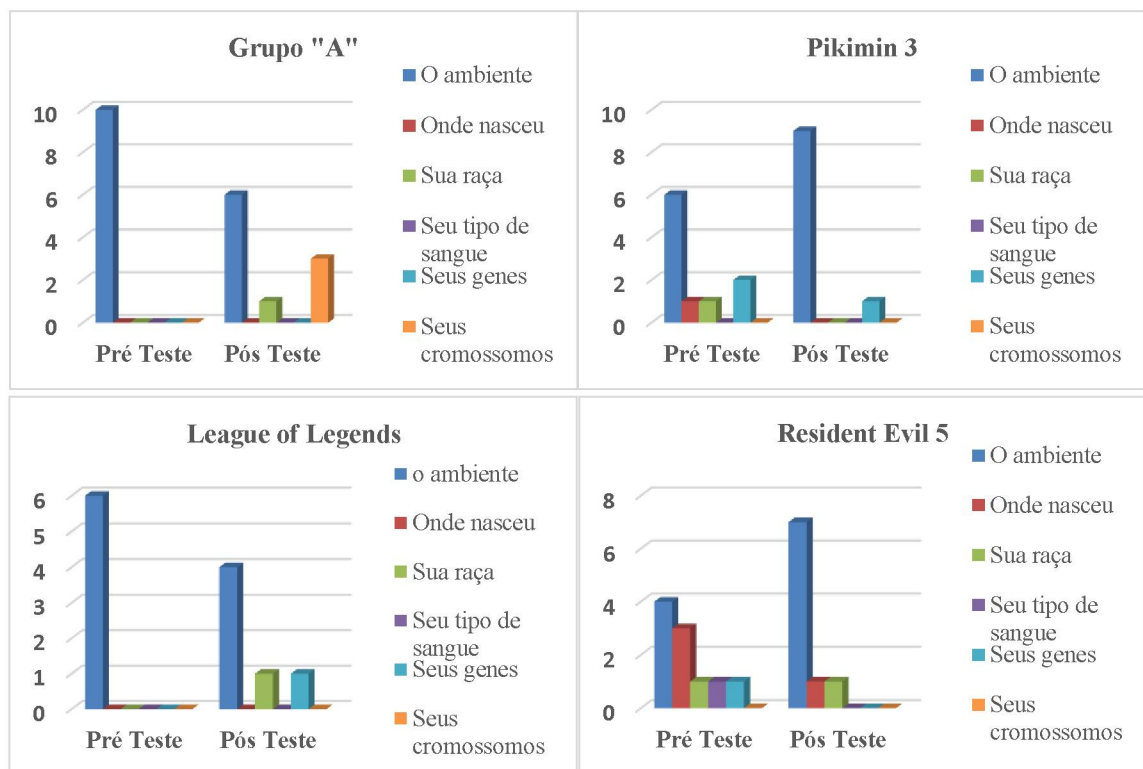 Grupo "A"
O ambiente
Onde nasceu
Sua raça
Seu tipo de
sangue
Seus genes
Seus
cromossomos
10
8
6
4
2
0
Pré Teste
Pós Teste
Pikimin 3
O ambiente
Onde nasceu
Sua raça
Seu tipo de
sangue
Seus genes
Seus
cromossomos
10
8
6
4
2
0
Pré Teste
Pós Teste
League of Legends
o ambiente
Onde nasceu
Sua raça
Seu tipo de
sangue
Seus genes
Seus
cromossomos
6
5
4
3
2
1
0
Pré Teste
Pós Teste
Resident Evil 5
O ambiente
Onde nasceu
Sua raça
Seu tipo de
sangue
Seus genes
Seus
cromossomos
8
6
4
2
0
Pré Teste
Pós Teste